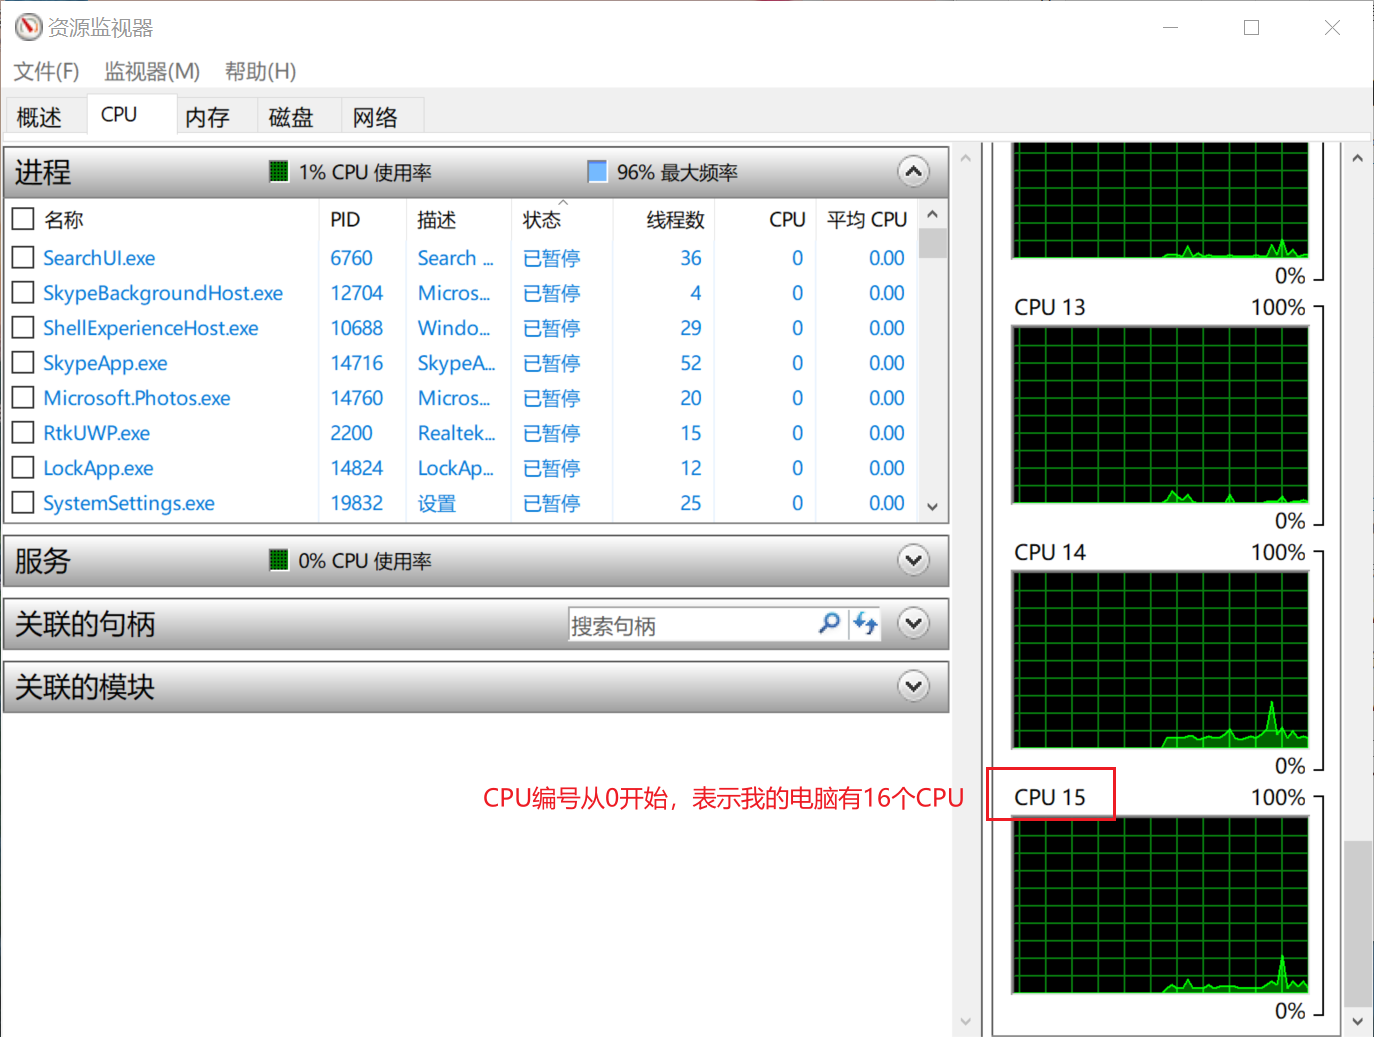 资源监视器
文件(F) 监视器(M) 帮助(H)
概述 CPU 内存 磁盘 网络
进程 1% CPU 使用率 96% 最大频率
名称 PID 描述 状态 线程数 CPU 平均 CPU
SearchUI.exe 6760 Search ... 已暂停 36 0 0.00
SkypeBackgroundHost.exe 12704 Micros... 已暂停 4 0 0.00
ShellExperienceHost.exe 10688 Windo... 已暂停 29 0 0.00
SkypeApp.exe 14716 SkypeA... 已暂停 52 0 0.00
Microsoft.Photos.exe 14760 Micros... 已暂停 20 0 0.00
RtkUWP.exe 2200 Realtek... 已暂停 15 0 0.00
LockApp.exe 14824 LockAp... 已暂停 12 0 0.00
SystemSettings.exe 19832 设置 已暂停 25 0 0.00
服务 0% CPU 使用率
关联的句柄 搜索句柄
关联的模块
CPU编号从0开始，表示我的电脑有16个CPU
0%
CPU 13 100%
0%
CPU 14 100%
0%
CPU 15 100%
0%